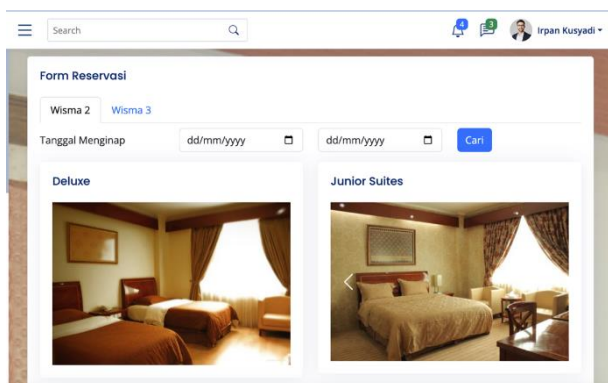 Search
4
3
Irpan Kusyadi
Form Reservasi
Wisma 2 Wisma 3
Tanggal Menginap dd/mm/yyyy dd/mm/yyyy Cari
Deluxe Junior Suites